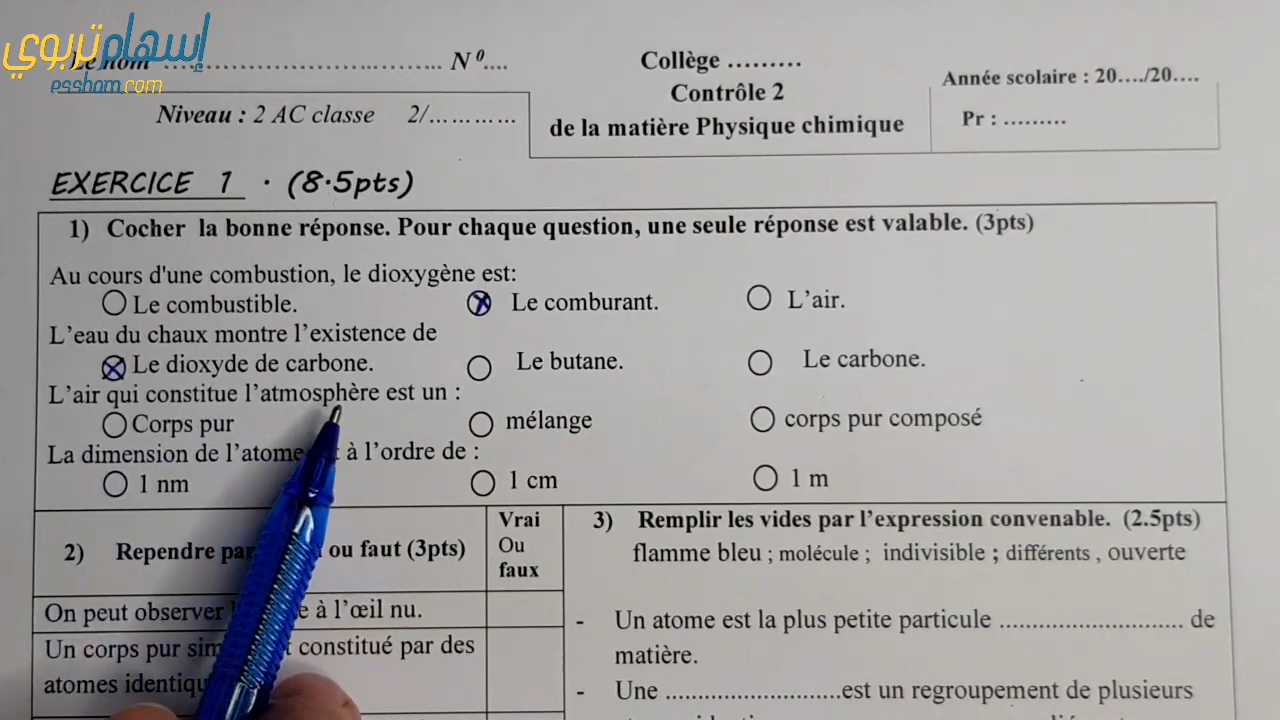 إسهام تربوي
esshom.com
Le nom ............................ N⁰....
Collège .........
Année scolaire : 20..../20....
Contrôle 2
Niveau : 2 AC classe 2/............
de la matière Physique chimique
Pr : .........
EXERCICE 1 . (8.5pts)
1) Cocher la bonne réponse. Pour chaque question, une seule réponse est valable. (3pts)
Au cours d'une combustion, le dioxygène est:
Le combustible. Le comburant. L'air.
L'eau du chaux montre l'existence de
Le dioxyde de carbone. Le butane. Le carbone.
L'air qui constitue l'atmosphère est un :
Corps pur mélange corps pur composé
La dimension de l'atome à l'ordre de :
1 nm 1 cm 1 m
2) Rependre par ou faut (3pts)
Vrai
Ou
faux
On peut observer à l'œil nu.
Un corps pur constitué par des
atomes
3) Remplir les vides par l'expression convenable. (2.5pts)
flamme bleu ; molécule ; indivisible ; différents , ouverte
- Un atome est la plus petite particule ............................ de
matière.
- Une ...........................est un regroupement de plusieurs